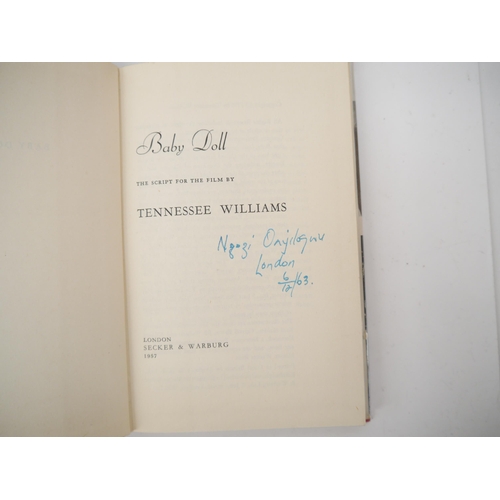 Baby Doll
THE SCRIPT FOR THE FILM BY
TENNESSEE WILLIAMS
Ngozi
London
6/12/63.
LONDON
SECKER & WARBURG
1957